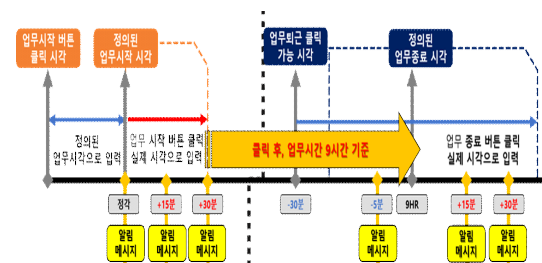 업무시작 버튼
클릭 시각
정의된
업무시작 시각
업무퇴근 클릭
가능 시각
정의된
업무종료 시각
정의된
업무시각으로 입력
업무 시작 버튼 클릭
실제 시각으로 입력
클릭 후, 업무시간 9시간 기준
업무 종료 버튼 클릭
실제 시각으로 입력
정각
+15분
+30분
-30분
-5분
9HR
+15분
+30분
알림
메시지
알림
메시지
알림
메시지
알림
메시지
알림
메시지
알림
메시지